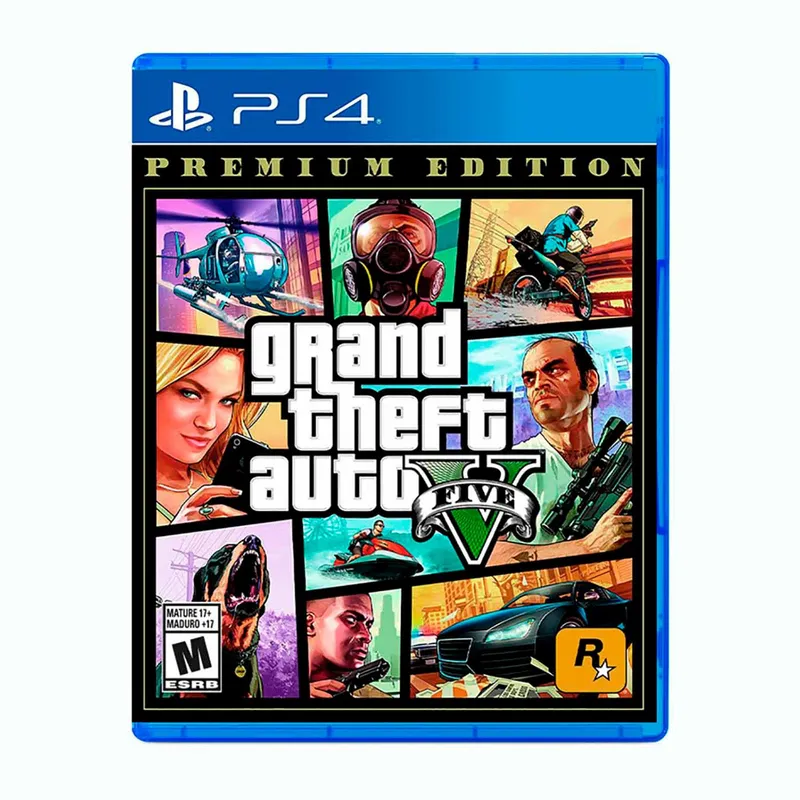 PS4
PREMIUM EDITION
grand
theft
auto
V
FIVE
MATURE 17+
MADURO +17
M
ESRB
R